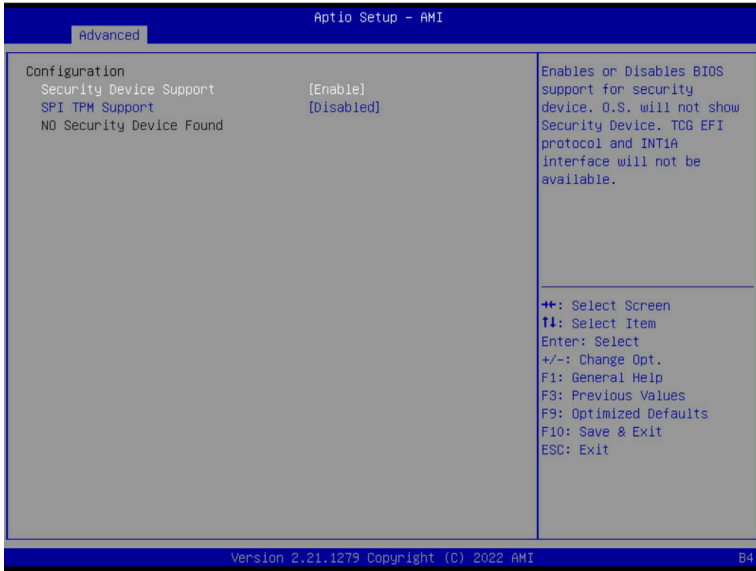 Aptio Setup – AMI
Advanced
Configuration
Security Device Support [Enable]
SPI TPM Support [Disabled]
NO Security Device Found
Enables or Disables BIOS
support for security
device. O.S. will not show
Security Device. TCG EFI
protocol and INT1A
interface will not be
available.
→←: Select Screen
↑↓: Select Item
Enter: Select
+/-: Change Opt.
F1: General Help
F3: Previous Values
F9: Optimized Defaults
F10: Save & Exit
ESC: Exit
Version 2.21.1279 Copyright (C) 2022 AMI
B4